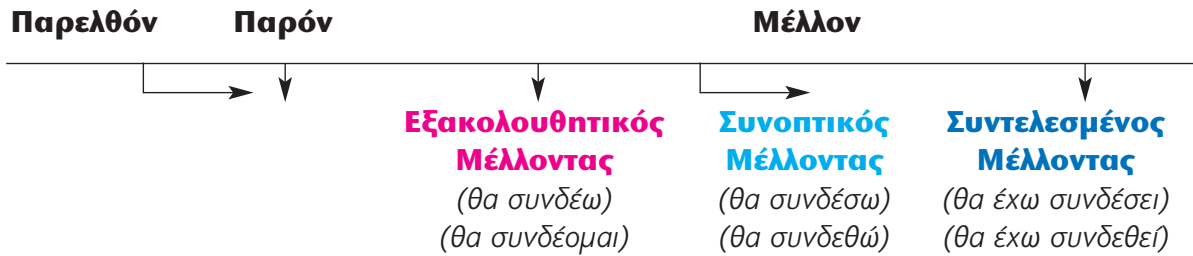 Παρελθόν Παρόν Μέλλον
Εξακολουθητικός Συνοπτικός Συντελεσμένος
Μέλλοντας Μέλλοντας Μέλλοντας
(θα συνδέω) (θα συνδέσω) (θα έχω συνδέσει)
(θα συνδέομαι) (θα συνδεθώ) (θα έχω συνδεθεί)